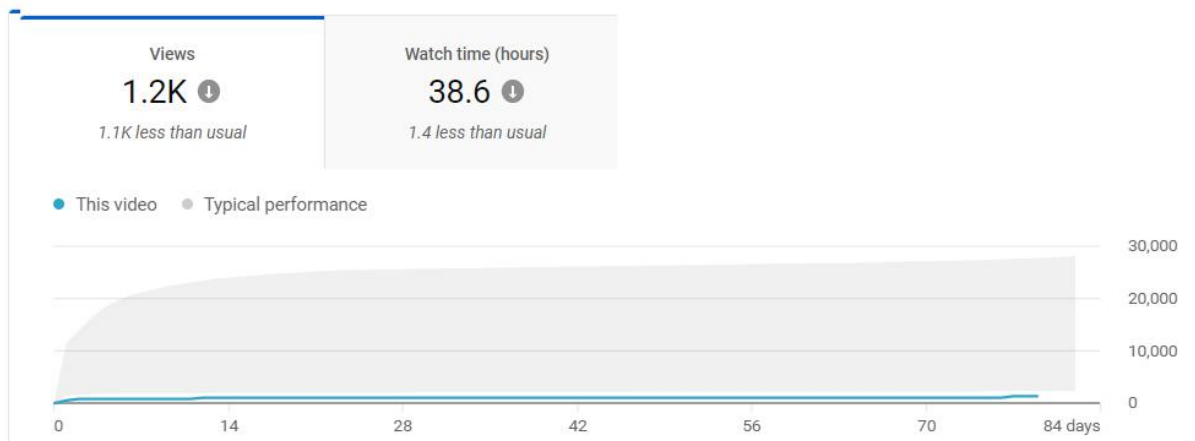 Views
1.2K
1.1K less than usual
Watch time (hours)
38.6
1.4 less than usual
This video
Typical performance
30,000
20,000
10,000
0
0 14 28 42 56 70 84 days